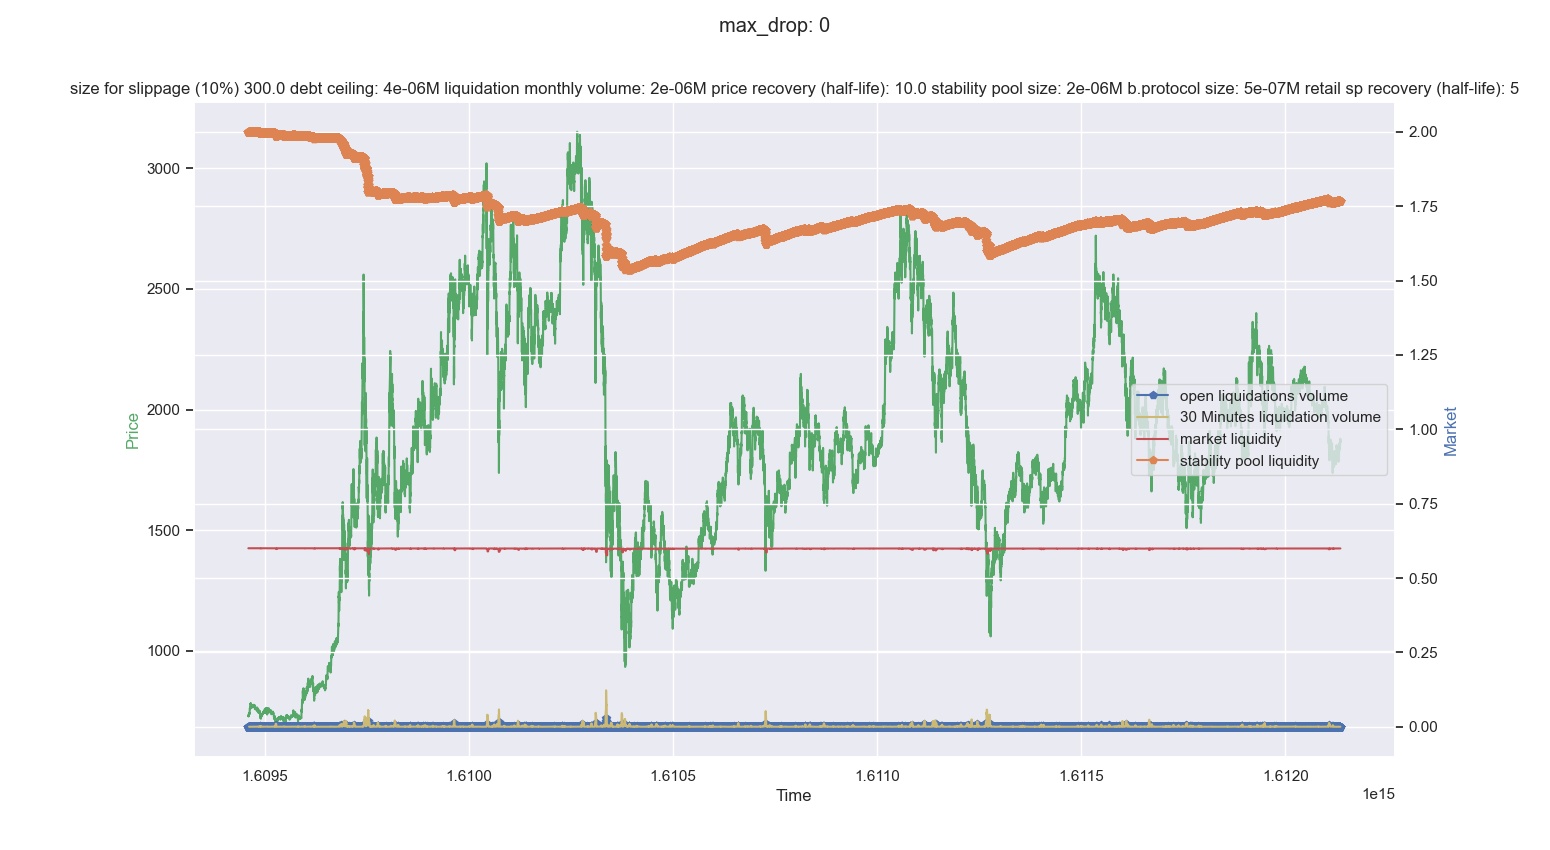 max_drop: 0
size for slippage (10%) 300.0 debt ceiling: 4e-06M liquidation monthly volume: 2e-06M price recovery (half-life): 10.0 stability pool size: 2e-06M b.protocol size: 5e-07M retail sp recovery (half-life): 5
3000
2500
2000
1500
1000
Price
2.00
1.75
1.50
1.25
1.00
0.75
0.50
0.25
0.00
Market
open liquidations volume
30 Minutes liquidation volume
market liquidity
stability pool liquidity
1.6095
1.6100
1.6105
1.6110
1.6115
1.6120
1e15
Time